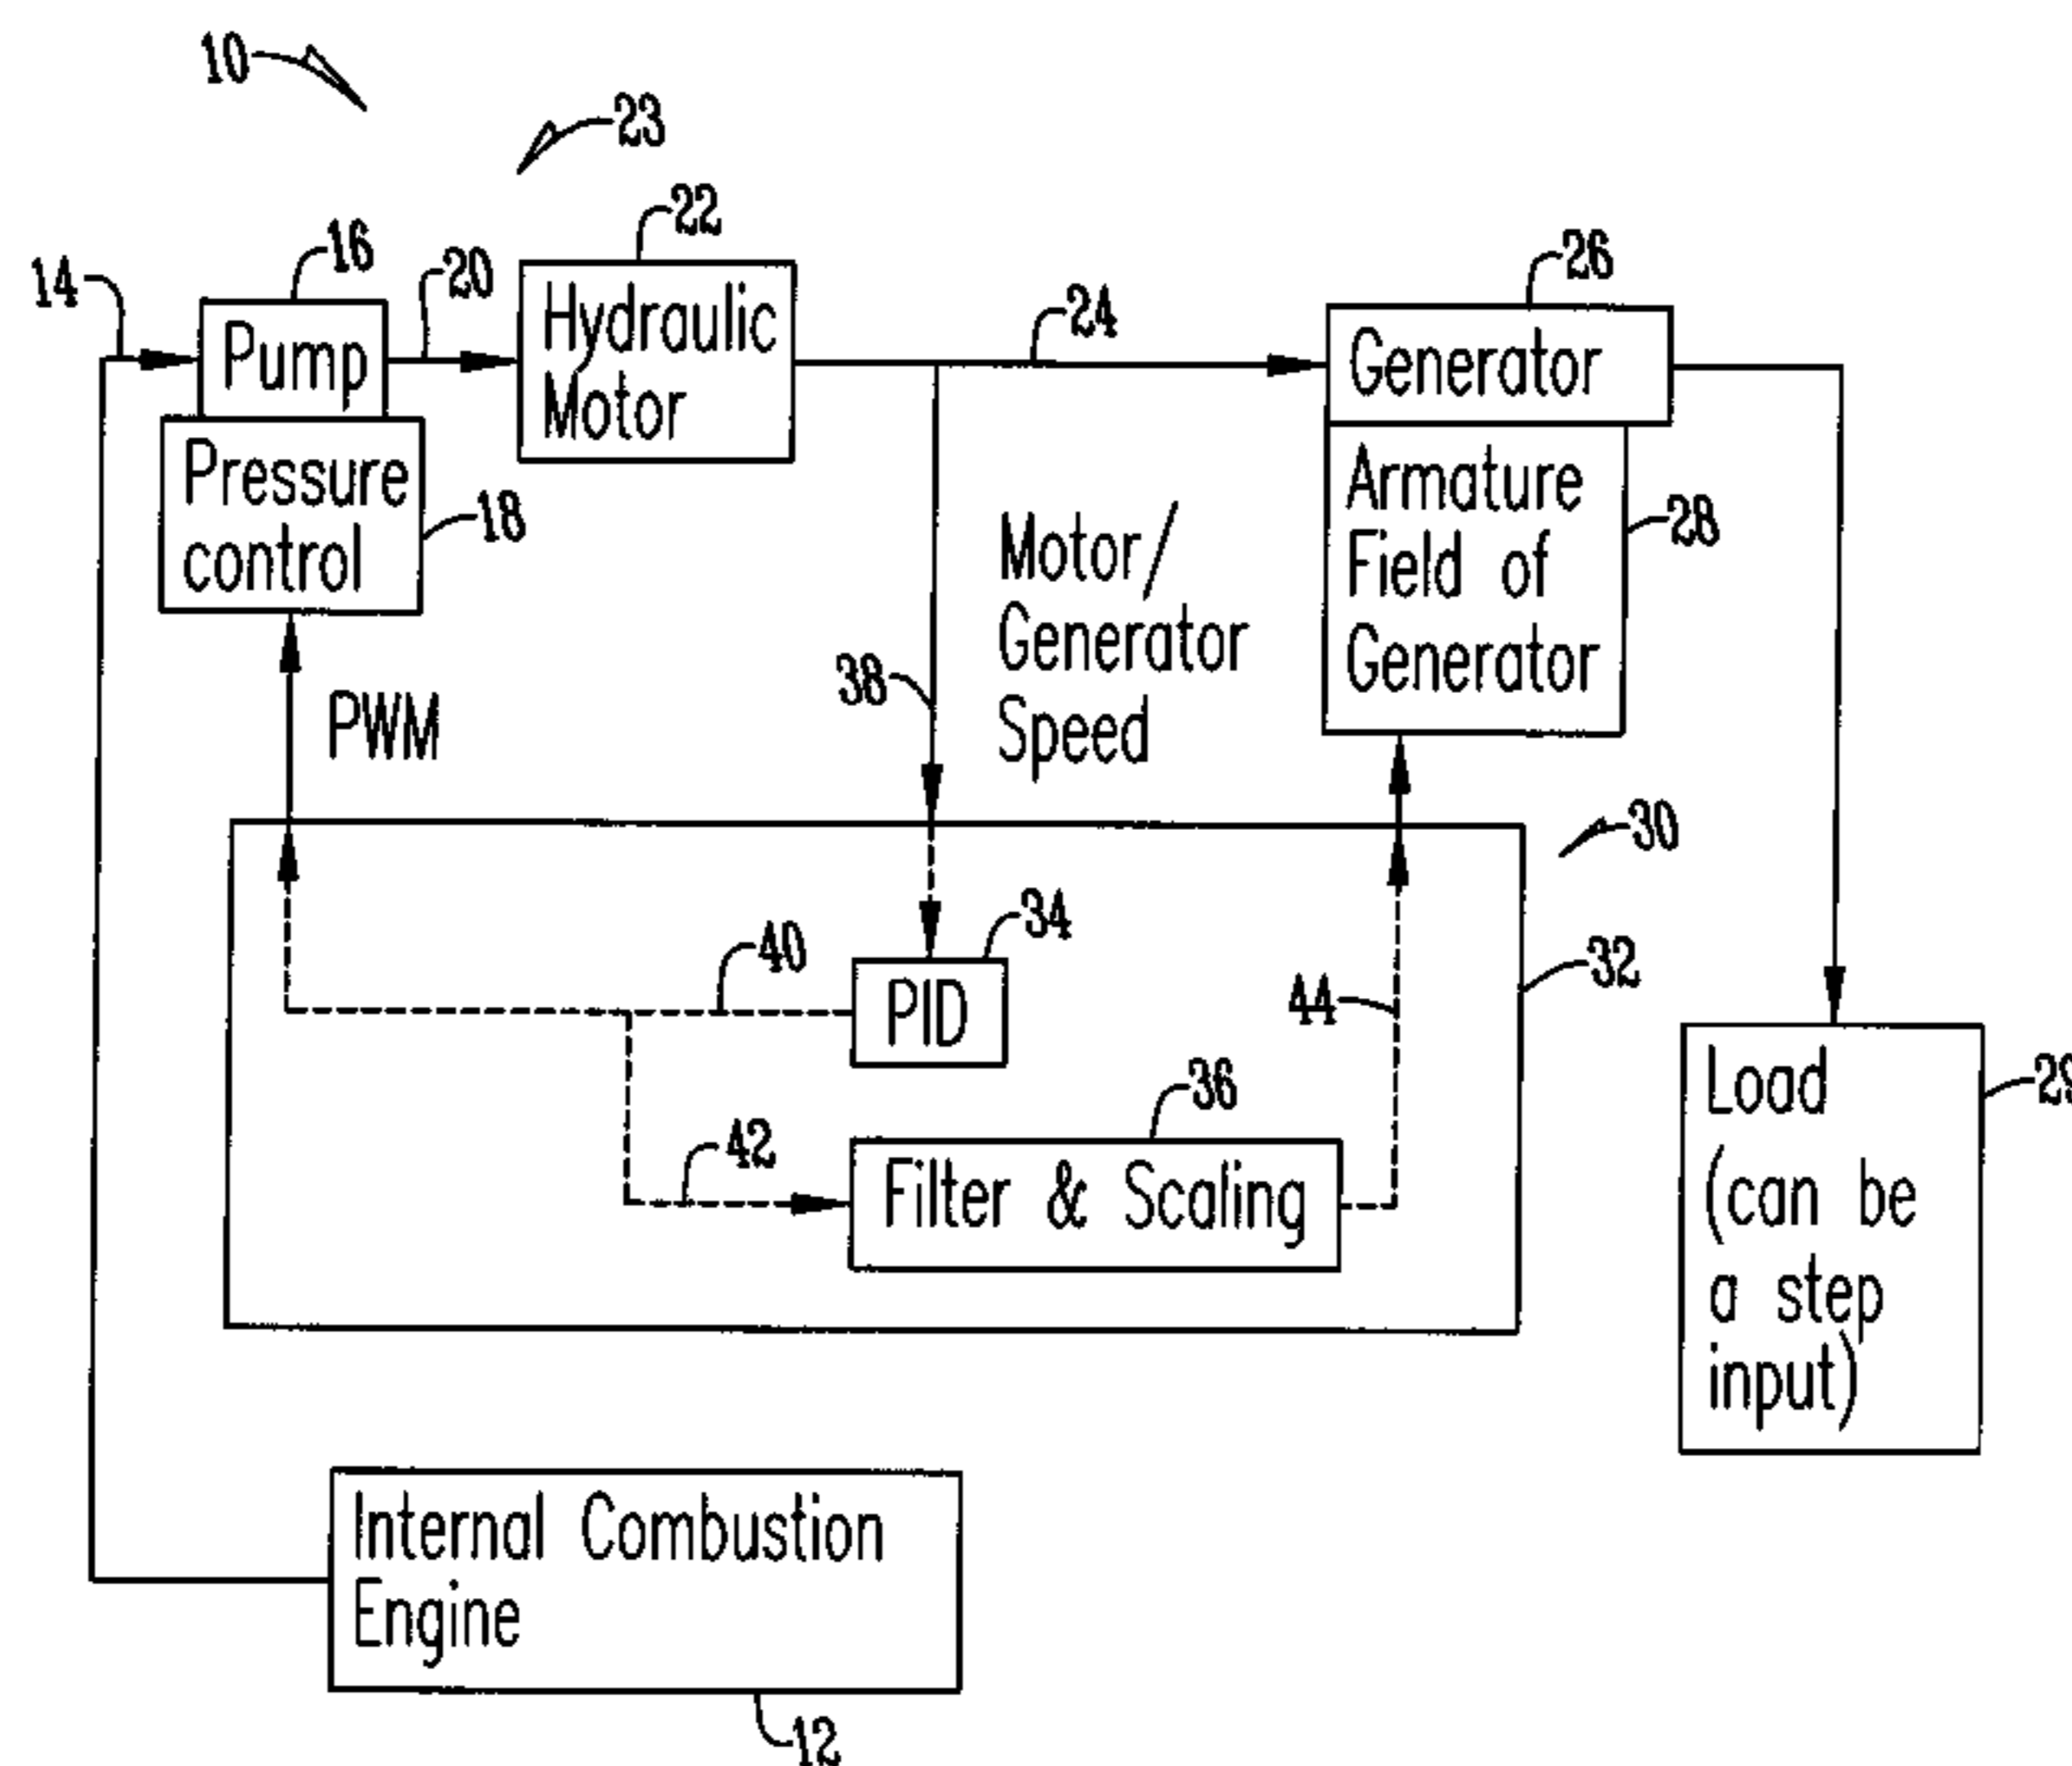 10
23
22
16
20
14
26
24
Pump
Hydraulic
Motor
Generator
Pressure
control
18
Armature
Field of
Generator
28
Motor/
Generator
Speed
38
PWM
30
34
40
PID
44
32
36
42
Filter & Scaling
Load
(can be
a step
input)
29
Internal Combustion
Engine
12